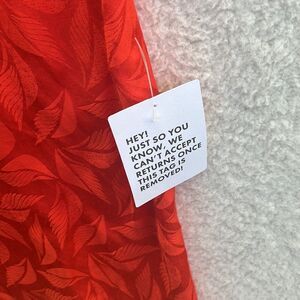 HEY!
JUST SO YOU
KNOW, WE
CAN'T ACCEPT
RETURNS ONCE
THIS TAG IS
REMOVED!